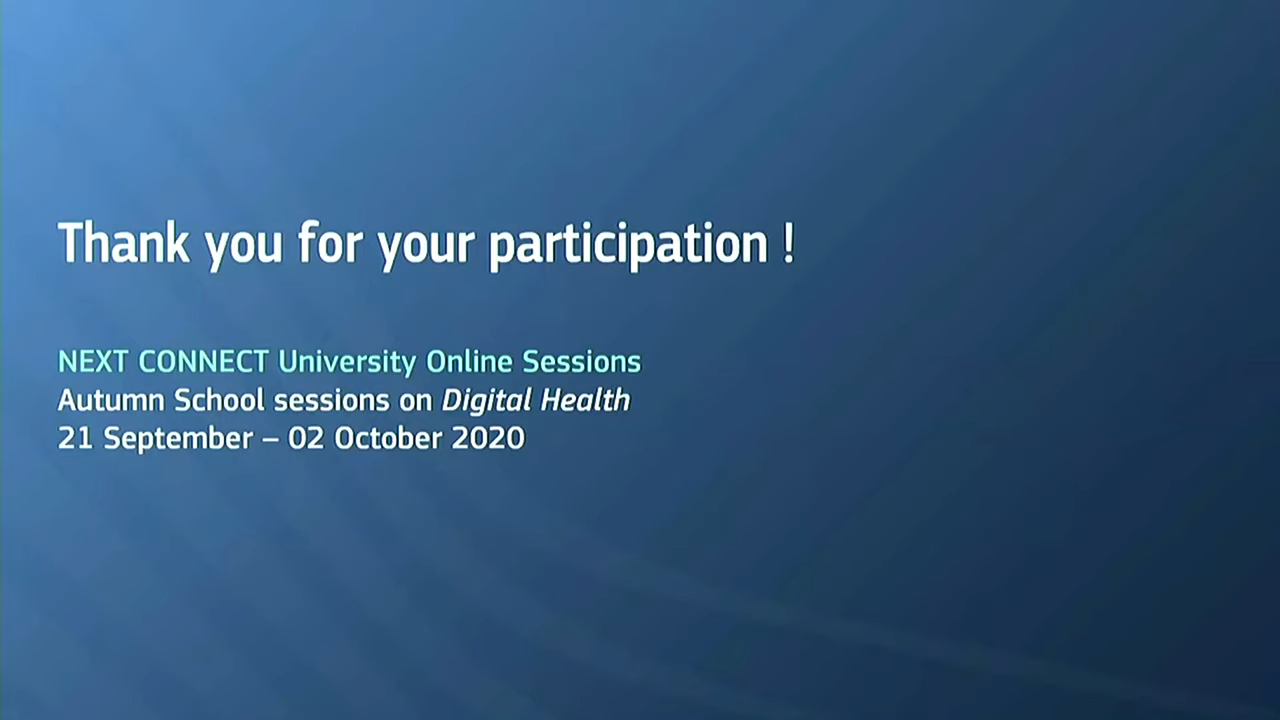 Thank you for your participation !
NEXT CONNECT University Online Sessions
Autumn School sessions on Digital Health
21 September – 02 October 2020